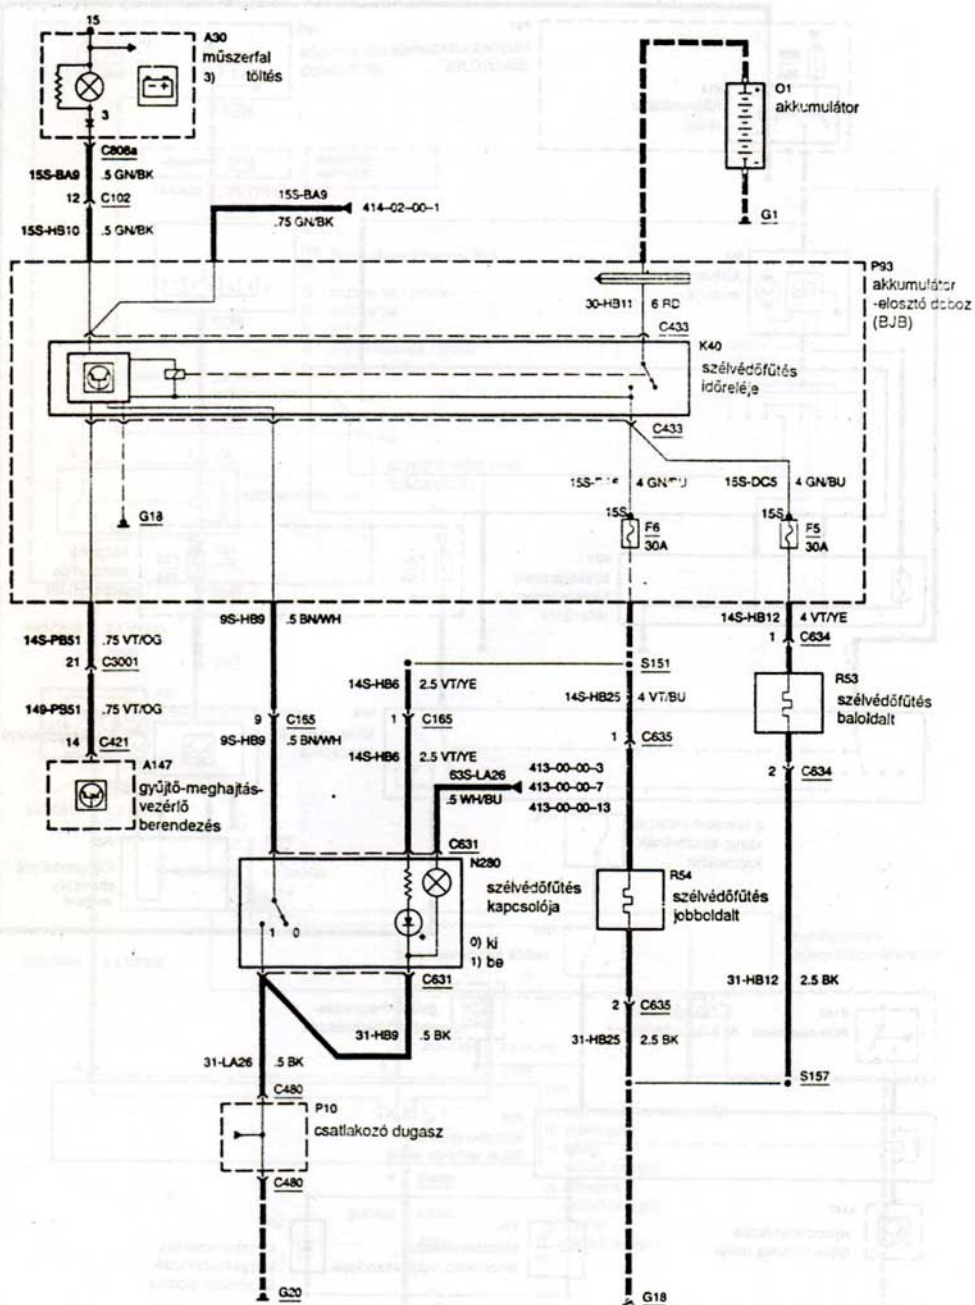 15
A30
műszerfal
3) töltés
3
C808a
15S-BA9 .5 GN/BK
12 C102
15S-HB10 .5 GN/BK
15S-BA9
.75 GN/BK
414-02-00-1
O1
akkumulátor
G1
P93
akkumulátor
-elosztó doboz
(BJB)
30-HB11 6 RD
C433
K40
szélvédőfűtés
időreléje
C433
4 GN/BU
15S-DC5 4 GN/BU
G18
15S
F6
30A
15S
F5
30A
14S-PB51 .75 VT/OG
21 C3001
149-PB51 .75 VT/OG
14 C421
A147
gyűjtő-meghajtás-
vezérlő
berendezés
9S-HB9 .5 BN/WH
9 C165
9S-HB9 .5 BN/WH
14S-HB6 2.5 VT/YE
1 C165
14S-HB6 2.5 VT/YE
S151
14S-HB25 4 VT/BU
1 C635
14S-HB12 4 VT/YE
1 C634
R53
szélvédőfűtés
baloldalt
2 C634
63S-LA26
.5 WH/BU
413-00-00-3
413-00-00-7
413-00-00-13
C631
N280
szélvédőfűtés
kapcsolója
0) ki
1) be
1 0
C631
R54
szélvédőfűtés
jobboldalt
2 C635
31-HB25 2.5 BK
31-HB12 2.5 BK
S157
31-HB9 .5 BK
31-LA26 .5 BK
C480
P10
csatlakozó dugasz
C480
G20
G18